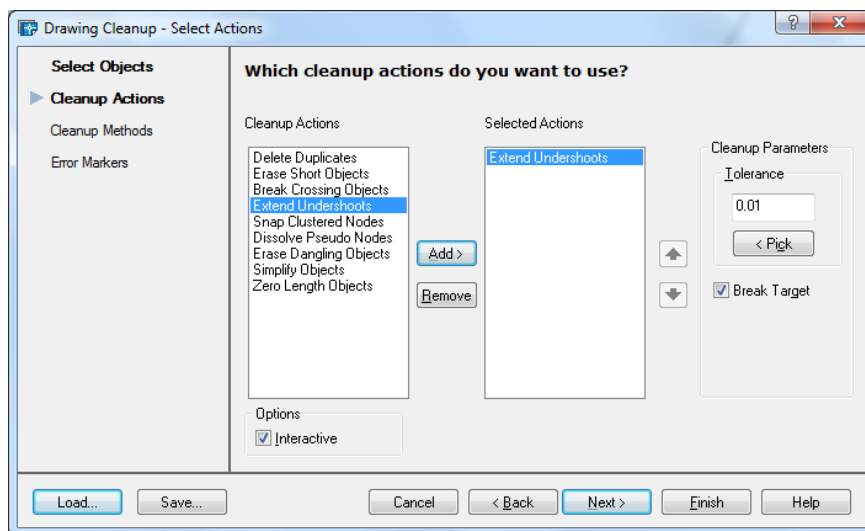 Drawing Cleanup - Select Actions
Select Objects
Cleanup Actions
Cleanup Methods
Error Markers
Which cleanup actions do you want to use?
Cleanup Actions
Delete Duplicates
Erase Short Objects
Break Crossing Objects
Extend Undershoots
Snap Clustered Nodes
Dissolve Pseudo Nodes
Erase Dangling Objects
Simplify Objects
Zero Length Objects
Add >
Remove
Selected Actions
Extend Undershoots
Cleanup Parameters
Tolerance
0.01
< Pick
Break Target
Options
Interactive
Load...
Save...
Cancel
< Back
Next >
Finish
Help